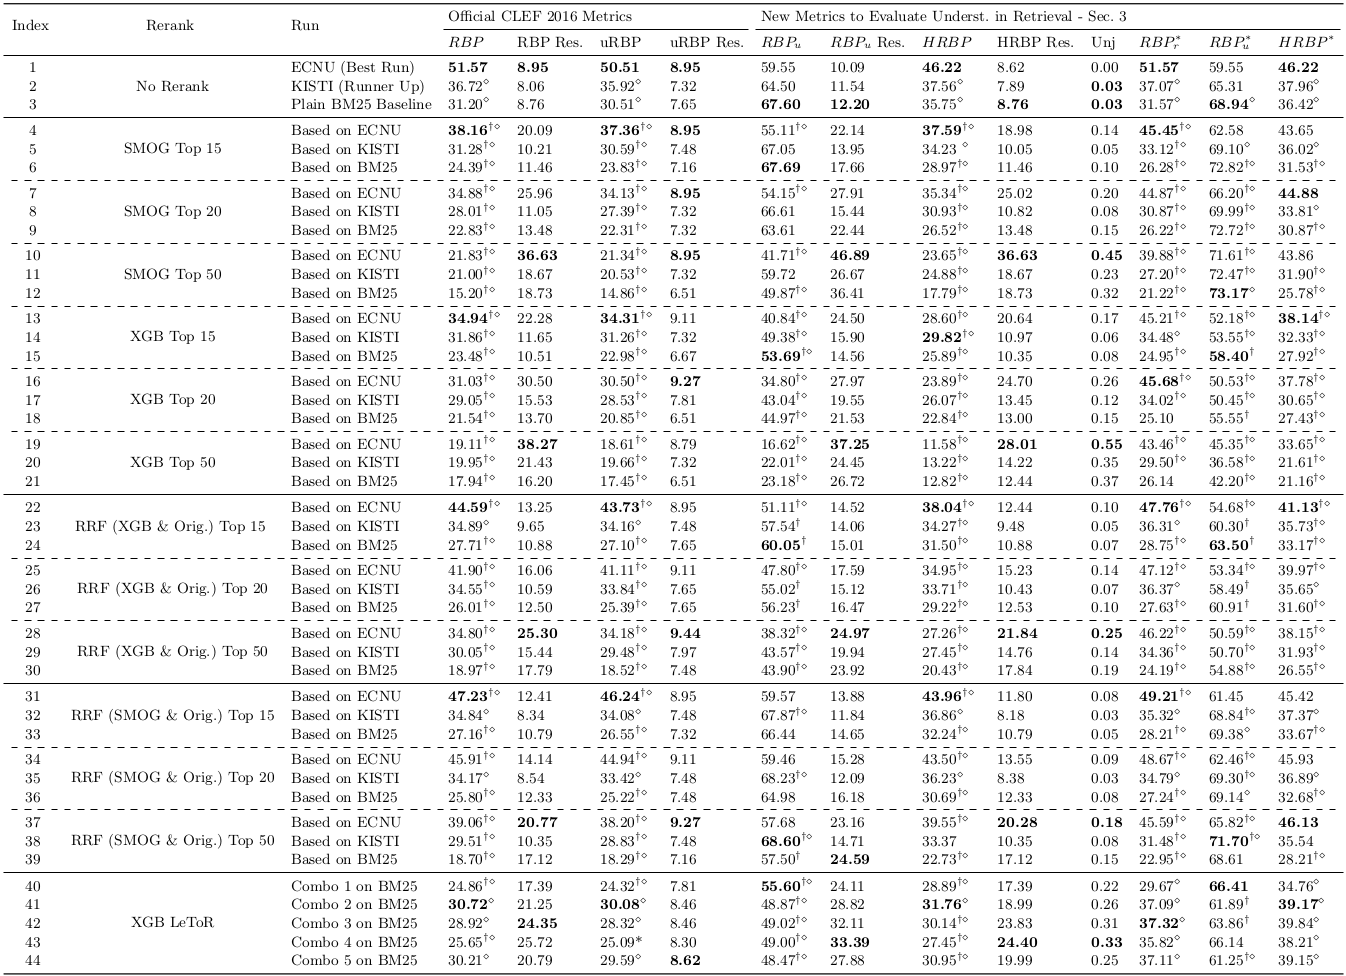 Index Rerank Run Official CLEF 2016 Metrics New Metrics to Evaluate Underst. in Retrieval - Sec. 3
RBP RBP Res. uRBP uRBP Res. RBPu RBPu Res. HRBP HRBP Res. Unj RBP*r RBP*u HRBP*
1 ECNU (Best Run) 51.57 8.95 50.51 8.95 59.55 10.09 46.22 8.62 0.00 51.57 59.55 46.22
2 No Rerank KISTI (Runner Up) 36.72⋄ 8.06 35.92⋄ 7.32 64.50 11.54 37.56⋄ 7.89 0.03 37.07⋄ 65.31 37.96⋄
3 Plain BM25 Baseline 31.20⋄ 8.76 30.51⋄ 7.65 67.60 12.20 35.75⋄ 8.76 0.03 31.57⋄ 68.94⋄ 36.42⋄
4 Based on ECNU 38.16†⋄ 20.09 37.36†⋄ 8.95 55.11†⋄ 22.14 37.59†⋄ 18.98 0.14 45.45†⋄ 62.58 43.65
5 SMOG Top 15 Based on KISTI 31.28†⋄ 10.21 30.59†⋄ 7.48 67.05 13.95 34.23 ⋄ 10.05 0.05 33.12†⋄ 69.10⋄ 36.02⋄
6 Based on BM25 24.39†⋄ 11.46 23.83†⋄ 7.16 67.69 17.66 28.97†⋄ 11.46 0.10 26.28†⋄ 72.82†⋄ 31.53†⋄
7 Based on ECNU 34.88†⋄ 25.96 34.13†⋄ 8.95 54.15†⋄ 27.91 35.34†⋄ 25.02 0.20 44.87†⋄ 66.20†⋄ 44.88
8 SMOG Top 20 Based on KISTI 28.01†⋄ 11.05 27.39†⋄ 7.32 66.61 15.44 30.93†⋄ 10.82 0.08 30.87†⋄ 69.99†⋄ 33.81⋄
9 Based on BM25 22.83†⋄ 13.48 22.31†⋄ 7.32 63.61 22.44 26.52†⋄ 13.48 0.15 26.22†⋄ 72.72†⋄ 30.87†⋄
10 Based on ECNU 21.83†⋄ 36.63 21.34†⋄ 8.95 41.71†⋄ 46.89 23.65†⋄ 36.63 0.45 39.88†⋄ 71.61†⋄ 43.86
11 SMOG Top 50 Based on KISTI 21.00†⋄ 18.67 20.53†⋄ 7.32 59.72 26.67 24.88†⋄ 18.67 0.23 27.20†⋄ 72.47†⋄ 31.90†⋄
12 Based on BM25 15.20†⋄ 18.73 14.86†⋄ 6.51 49.87†⋄ 36.41 17.79†⋄ 18.73 0.32 21.22†⋄ 73.17⋄ 25.78†⋄
13 Based on ECNU 34.94†⋄ 22.28 34.31†⋄ 9.11 40.84†⋄ 24.50 28.60†⋄ 20.64 0.17 45.21†⋄ 52.18†⋄ 38.14†⋄
14 XGB Top 15 Based on KISTI 31.86†⋄ 11.65 31.26†⋄ 7.32 49.38†⋄ 15.90 29.82†⋄ 10.97 0.06 34.48⋄ 53.55†⋄ 32.33†⋄
15 Based on BM25 23.48†⋄ 10.51 22.98†⋄ 6.67 53.69†⋄ 14.56 25.89†⋄ 10.35 0.08 24.95†⋄ 58.40† 27.92†⋄
16 Based on ECNU 31.03†⋄ 30.50 30.50†⋄ 9.27 34.80†⋄ 27.97 23.89†⋄ 24.70 0.26 45.68†⋄ 50.53†⋄ 37.78†⋄
17 XGB Top 20 Based on KISTI 29.05†⋄ 15.53 28.53†⋄ 7.81 43.04†⋄ 19.55 26.07†⋄ 13.45 0.12 34.02†⋄ 50.45†⋄ 30.65†⋄
18 Based on BM25 21.54†⋄ 13.70 20.85†⋄ 6.51 44.97†⋄ 21.53 22.84†⋄ 13.00 0.15 25.10 55.55† 27.43†⋄
19 Based on ECNU 19.11†⋄ 38.27 18.61†⋄ 8.79 16.62†⋄ 37.25 11.58†⋄ 28.01 0.55 43.46†⋄ 45.35†⋄ 33.65†⋄
20 XGB Top 50 Based on KISTI 19.95†⋄ 21.43 19.66†⋄ 7.32 22.01†⋄ 24.45 13.22†⋄ 14.22 0.35 29.50†⋄ 36.58†⋄ 21.61†⋄
21 Based on BM25 17.94†⋄ 16.20 17.45†⋄ 6.51 23.18†⋄ 26.72 12.82†⋄ 12.44 0.37 26.14 42.20†⋄ 21.16†⋄
22 Based on ECNU 44.59†⋄ 13.25 43.73†⋄ 8.95 51.11†⋄ 14.52 38.04†⋄ 12.44 0.10 47.76†⋄ 54.68†⋄ 41.13†⋄
23 RRF (XGB & Orig.) Top 15 Based on KISTI 34.89⋄ 9.65 34.16⋄ 7.48 57.54† 14.06 34.27†⋄ 9.48 0.05 36.31⋄ 60.30† 35.73†⋄
24 Based on BM25 27.71†⋄ 10.88 27.10†⋄ 7.65 60.05† 15.01 31.50†⋄ 10.88 0.07 28.75†⋄ 63.50† 33.17†⋄
25 Based on ECNU 41.90†⋄ 16.06 41.11†⋄ 9.11 47.80†⋄ 17.59 34.95†⋄ 15.23 0.14 47.12†⋄ 53.34†⋄ 39.97†⋄
26 RRF (XGB & Orig.) Top 20 Based on KISTI 34.55†⋄ 10.59 33.84†⋄ 7.65 55.02† 15.12 33.71†⋄ 10.43 0.07 36.37⋄ 58.49† 35.65⋄
27 Based on BM25 26.01†⋄ 12.50 25.39†⋄ 7.65 56.23† 16.47 29.22†⋄ 12.53 0.10 27.63†⋄ 60.91† 31.60†⋄
28 Based on ECNU 34.80†⋄ 25.30 34.18†⋄ 9.44 38.32†⋄ 24.97 27.26†⋄ 21.84 0.25 46.22†⋄ 50.59†⋄ 38.15†⋄
29 RRF (XGB & Orig.) Top 50 Based on KISTI 30.05†⋄ 15.44 29.48†⋄ 7.97 43.57†⋄ 19.94 27.45†⋄ 14.76 0.14 34.36†⋄ 50.70†⋄ 31.93†⋄
30 Based on BM25 18.97†⋄ 17.79 18.52†⋄ 7.48 43.90†⋄ 23.92 20.43†⋄ 17.84 0.19 24.19†⋄ 54.88†⋄ 26.55†⋄
31 Based on ECNU 47.23†⋄ 12.41 46.24†⋄ 8.95 59.57 13.88 43.96†⋄ 11.80 0.08 49.21†⋄ 61.45 45.42
32 RRF (SMOG & Orig.) Top 15 Based on KISTI 34.84⋄ 8.34 34.08⋄ 7.48 67.87†⋄ 11.84 36.86⋄ 8.18 0.03 35.32⋄ 68.84†⋄ 37.37⋄
33 Based on BM25 27.16†⋄ 10.79 26.55†⋄ 7.32 66.44 14.65 32.24†⋄ 10.79 0.05 28.21†⋄ 69.38⋄ 33.67†⋄
34 Based on ECNU 45.91†⋄ 14.14 44.94†⋄ 9.11 59.46 15.28 43.50†⋄ 13.55 0.09 48.67†⋄ 62.46†⋄ 45.93
35 RRF (SMOG & Orig.) Top 20 Based on KISTI 34.17⋄ 8.54 33.42⋄ 7.48 68.23†⋄ 12.09 36.23⋄ 8.38 0.03 34.79⋄ 69.30†⋄ 36.89⋄
36 Based on BM25 25.80†⋄ 12.33 25.22†⋄ 7.48 64.98 16.18 30.69†⋄ 12.33 0.08 27.24†⋄ 69.14⋄ 32.68†⋄
37 Based on ECNU 39.06†⋄ 20.77 38.20†⋄ 9.27 57.68 23.16 39.55†⋄ 20.28 0.18 45.59†⋄ 65.82†⋄ 46.13
38 RRF (SMOG & Orig.) Top 50 Based on KISTI 29.51†⋄ 10.35 28.83†⋄ 7.48 68.60†⋄ 14.71 33.37 10.35 0.08 31.48†⋄ 71.70†⋄ 35.54
39 Based on BM25 18.70†⋄ 17.12 18.29†⋄ 7.16 57.50† 24.59 22.73†⋄ 17.12 0.15 22.95†⋄ 68.61 28.21†⋄
40 Combo 1 on BM25 24.86†⋄ 17.39 24.32†⋄ 7.81 55.60†⋄ 24.11 28.89†⋄ 17.39 0.22 29.67⋄ 66.41 34.76⋄
41 Combo 2 on BM25 30.72⋄ 21.25 30.08⋄ 8.46 48.87†⋄ 28.82 31.76⋄ 18.99 0.26 37.09⋄ 61.89† 39.17⋄
42 XGB LeToR Combo 3 on BM25 28.92⋄ 24.35 28.32⋄ 8.46 49.02†⋄ 32.11 30.14†⋄ 23.83 0.31 37.32⋄ 63.86† 39.84⋄
43 Combo 4 on BM25 25.65†⋄ 25.72 25.09* 8.30 49.00†⋄ 33.39 27.45†⋄ 24.40 0.33 35.82⋄ 66.14 38.21⋄
44 Combo 5 on BM25 30.21⋄ 20.79 29.59⋄ 8.62 48.47†⋄ 27.88 30.95†⋄ 19.99 0.25 37.11⋄ 61.25†⋄ 39.15⋄